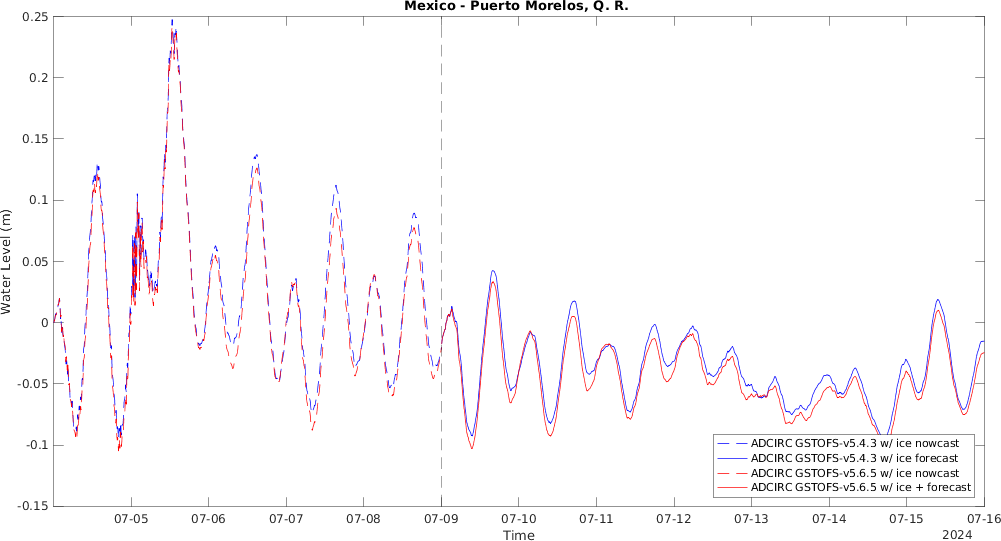 Mexico - Puerto Morelos, Q. R.
Water Level (m)
0.25
0.2
0.15
0.1
0.05
0
-0.05
-0.1
-0.15
ADCIRC GSTOFS-v5.4.3 w/ ice nowcast
ADCIRC GSTOFS-v5.4.3 w/ ice forecast
ADCIRC GSTOFS-v5.6.5 w/ ice nowcast
ADCIRC GSTOFS-v5.6.5 w/ ice + forecast
07-05 07-06 07-07 07-08 07-09 07-10 07-11 07-12 07-13 07-14 07-15 07-16
Time
2024